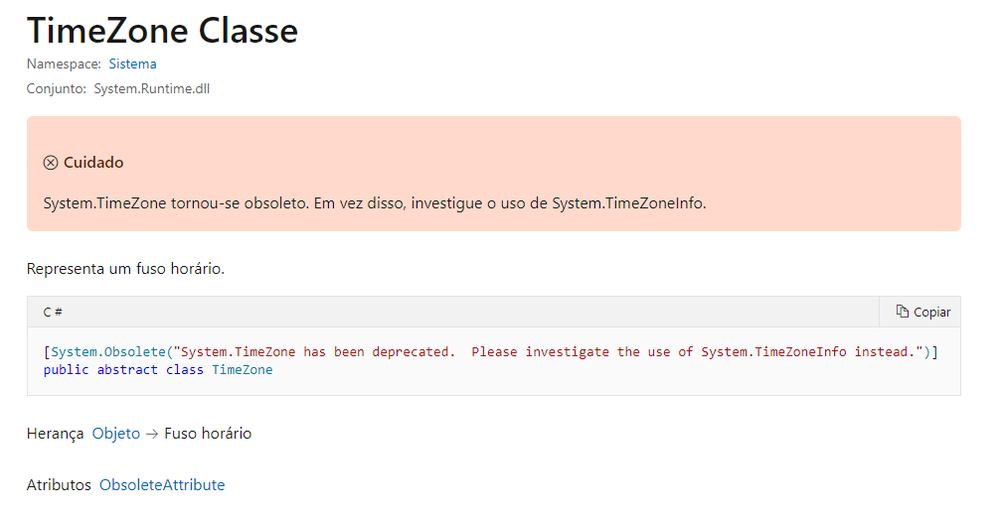 TimeZone Classe
Namespace: Sistema
Conjunto: System.Runtime.dll
Cuidado
System.TimeZone tornou-se obsoleto. Em vez disso, investigue o uso de System.TimeZoneInfo.
Representa um fuso horário.
C # Copiar
[System.Obsolete("System.TimeZone has been deprecated.  Please investigate the use of System.TimeZoneInfo instead.")]
public abstract class TimeZone
Herança Objeto → Fuso horário
Atributos ObsoleteAttribute